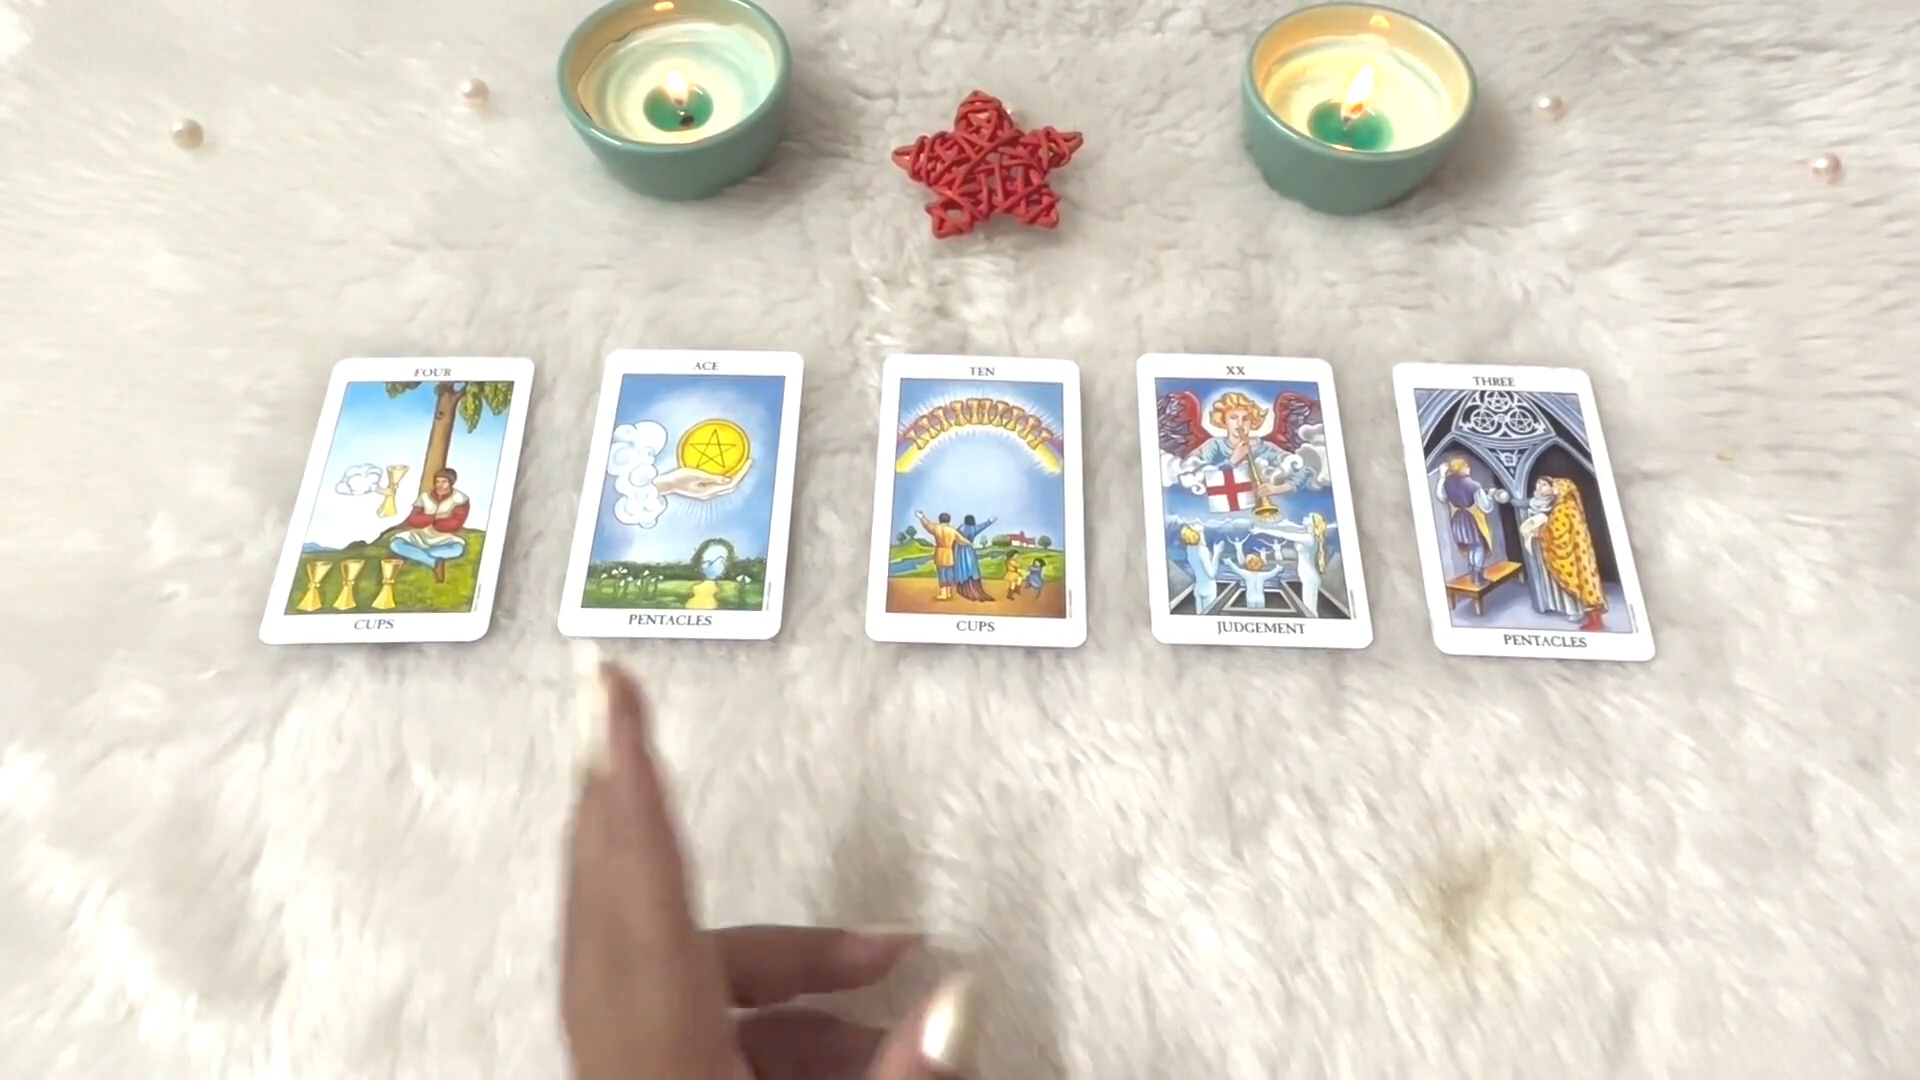 FOUR
CUPS
ACE
PENTACLES
TEN
CUPS
XX
JUDGEMENT
THREE
PENTACLES